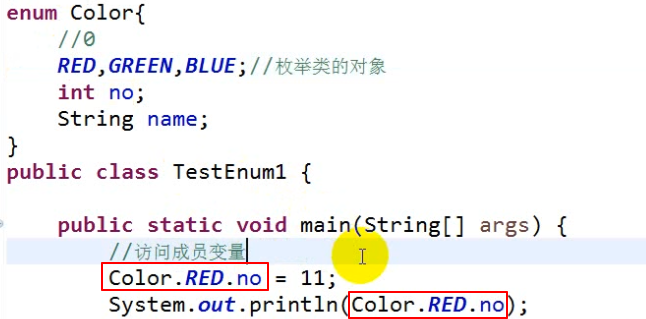 enum Color{
//0
RED,GREEN,BLUE;//枚举类的对象
int no;
String name;
}
public class TestEnum1 {
public static void main(String[] args) {
//访问成员变量
Color.RED.no = 11;
System.out.println(Color.RED.no);